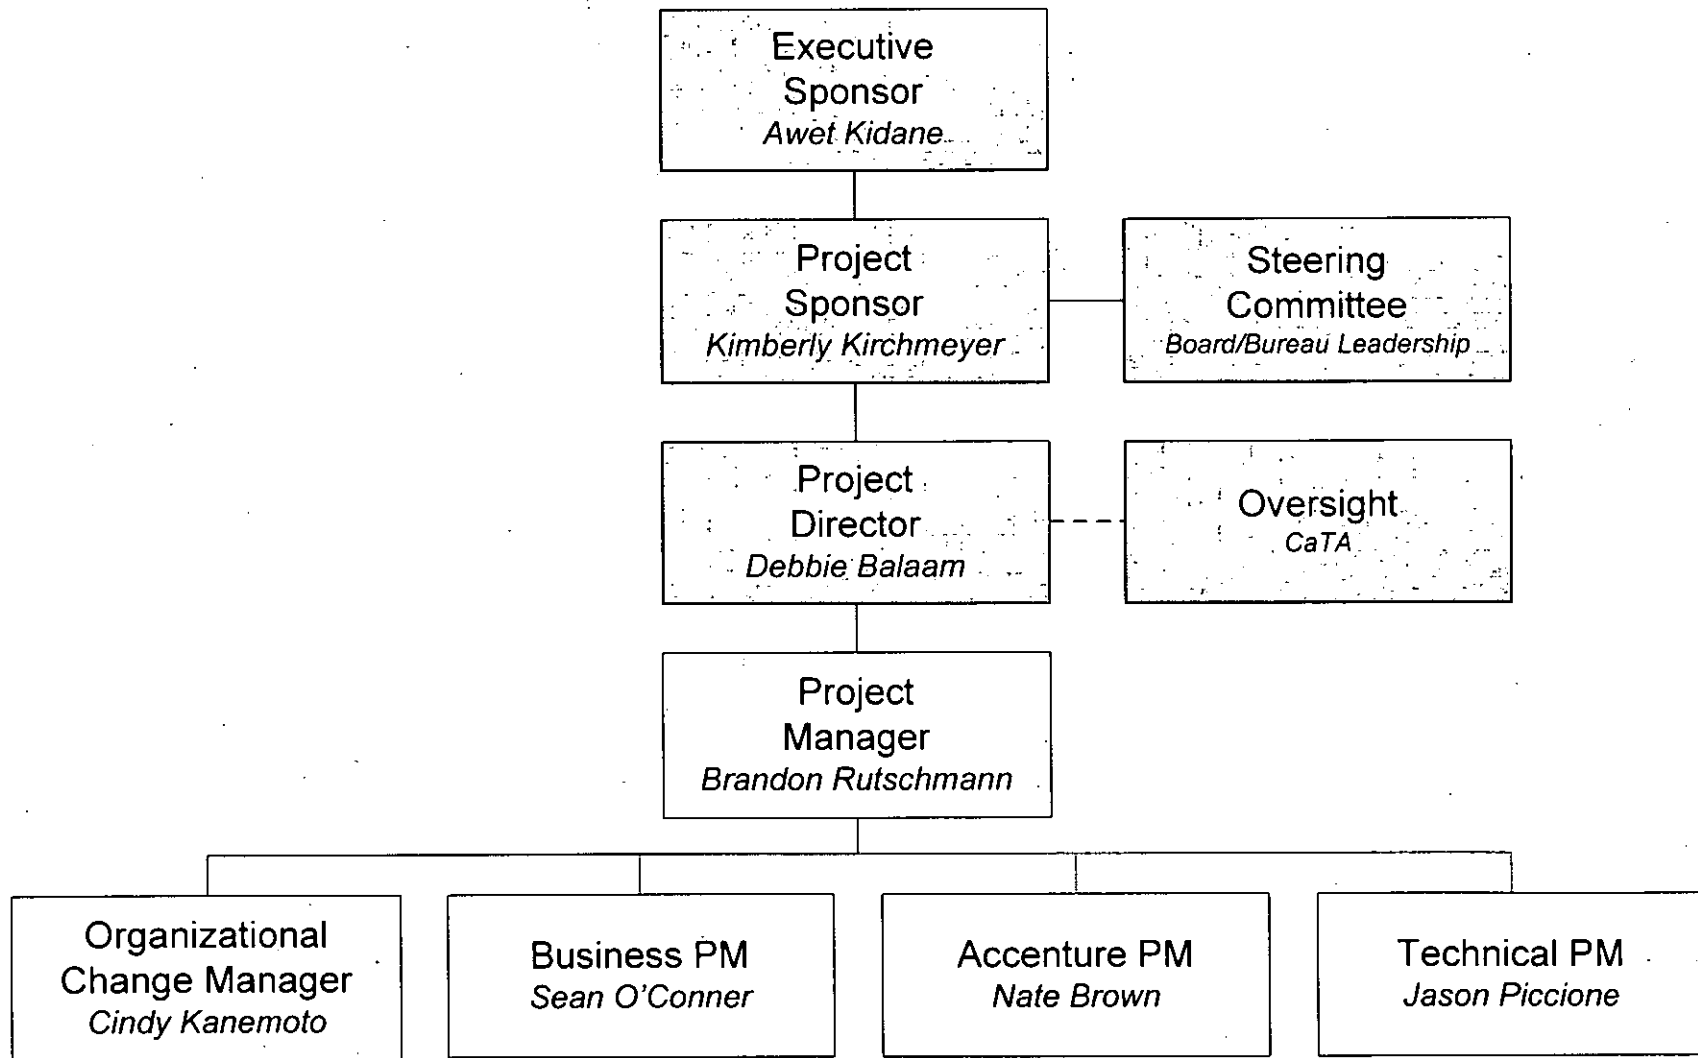 Executive
Sponsor
Awet Kidane
Project
Sponsor
Kimberly Kirchmeyer
Steering
Committee
Board/Bureau Leadership
Project
Director
Debbie Balaam
Oversight
CaTA
Project
Manager
Brandon Rutschmann
Organizational
Change Manager
Cindy Kanemoto
Business PM
Sean O'Conner
Accenture PM
Nate Brown
Technical PM
Jason Piccione